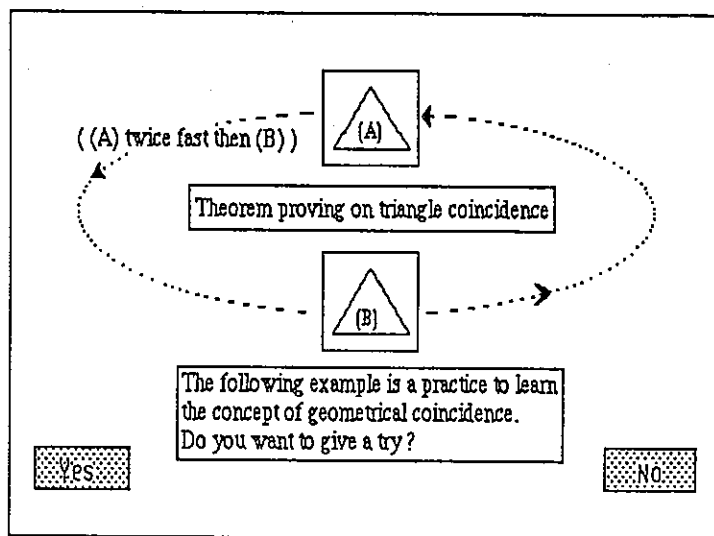 (A)
( (A) twice fast then (B) )
Theorem proving on triangle coincidence
(B)
The following example is a practice to learn
the concept of geometrical coincidence.
Do you want to give a try?
Yes
No